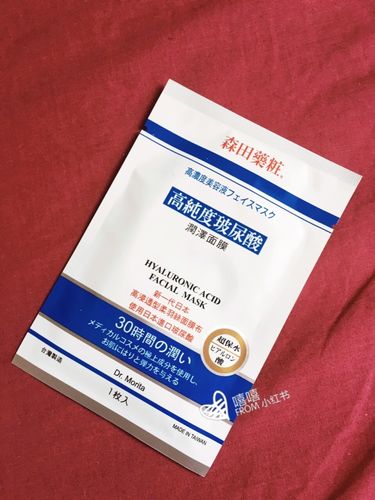 森田藥粧®
高濃度美容液フェイスマスク
高純度玻尿酸
潤澤面膜
HYALURONIC ACID
FACIAL MASK
新一代日本
高滲透型柔羽絲面膜布
使用日本進口玻尿酸
30時間の潤い
メディカルコスメの極上成分を使用し、
お肌にはりと弾力を与える
超保水
ヒアルロン
酸
台灣製造
Dr. Morita
1枚入
MADE IN TAIWAN
嘻嘻
FROM 小红书